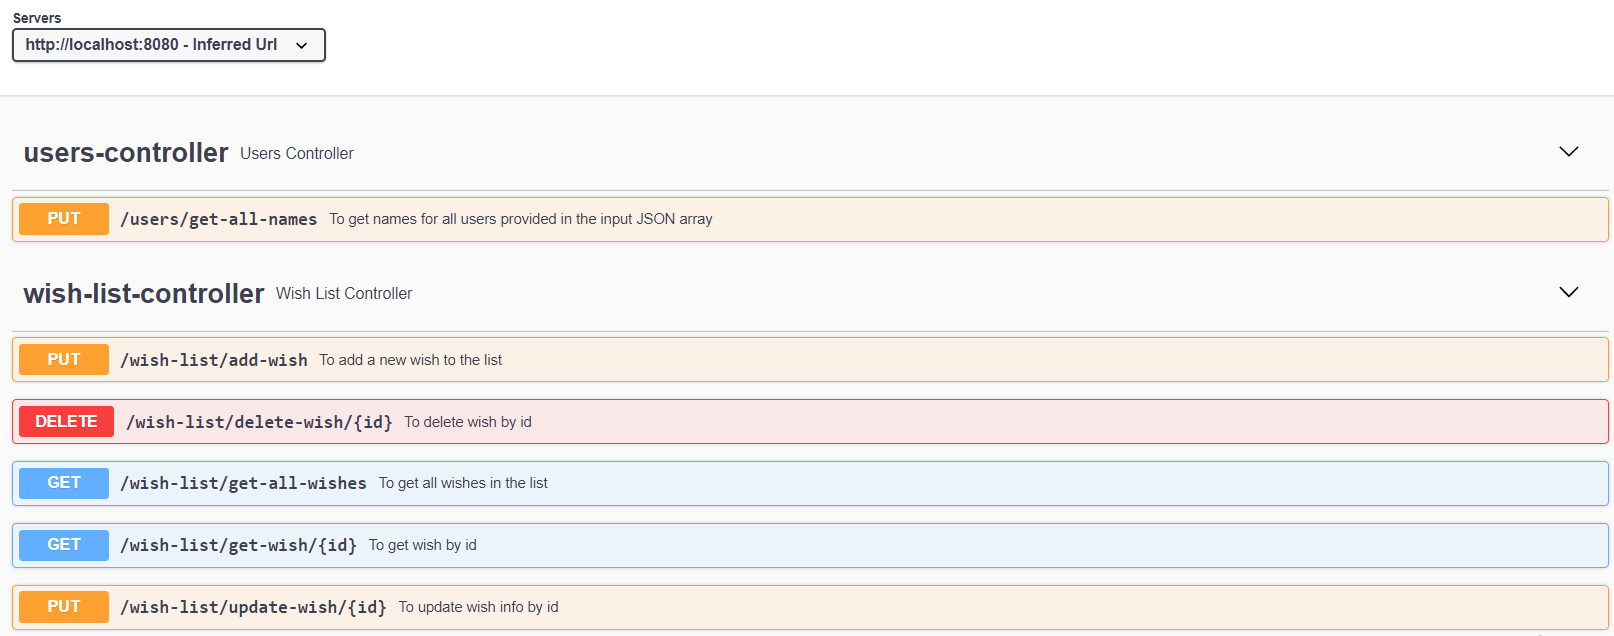 Servers
http://localhost:8080 - Inferred Url
users-controller Users Controller
PUT /users/get-all-names To get names for all users provided in the input JSON array
wish-list-controller Wish List Controller
PUT /wish-list/add-wish To add a new wish to the list
DELETE /wish-list/delete-wish/{id} To delete wish by id
GET /wish-list/get-all-wishes To get all wishes in the list
GET /wish-list/get-wish/{id} To get wish by id
PUT /wish-list/update-wish/{id} To update wish info by id